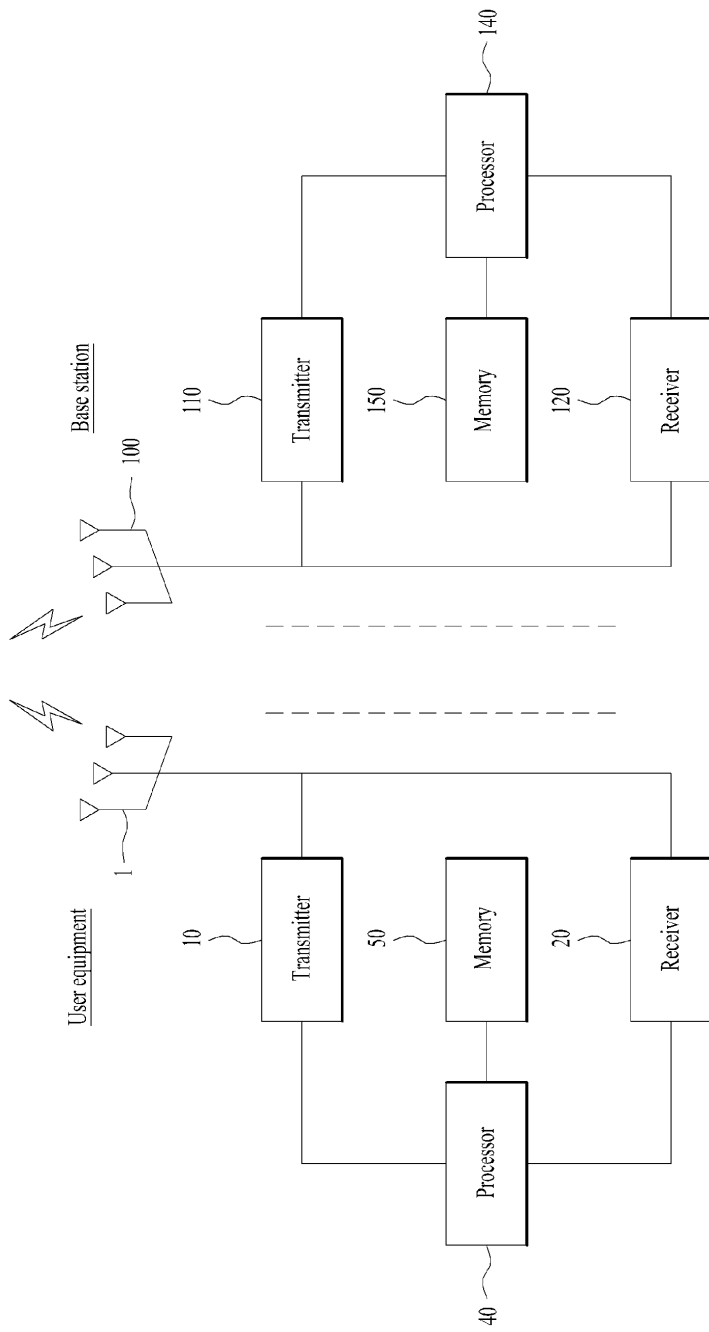 User equipment
Base station
1
100
10
Transmitter
110
Transmitter
40
Processor
50
Memory
150
Memory
Processor
140
20
Receiver
120
Receiver